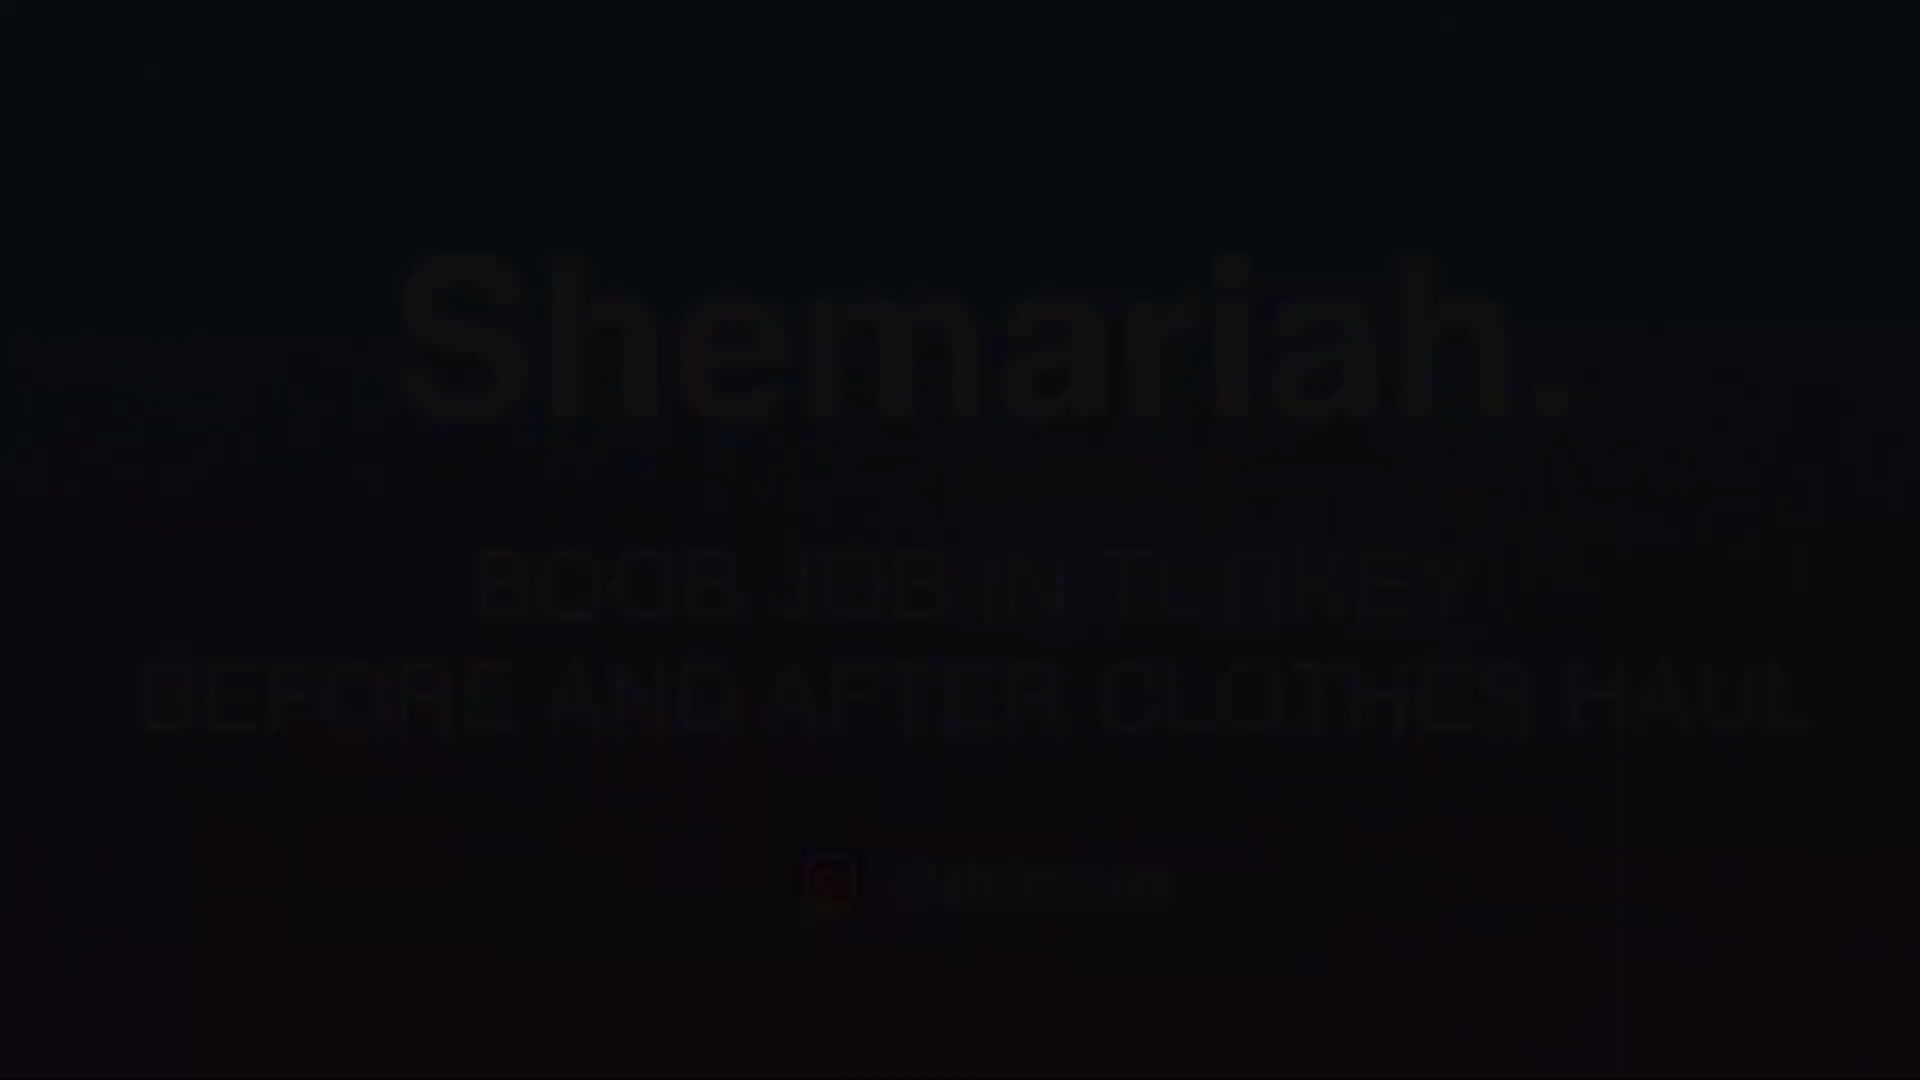 Shemariah.
BOOB JOB IN TURKEY
BEFORE AND AFTER CLOTHES HAUL